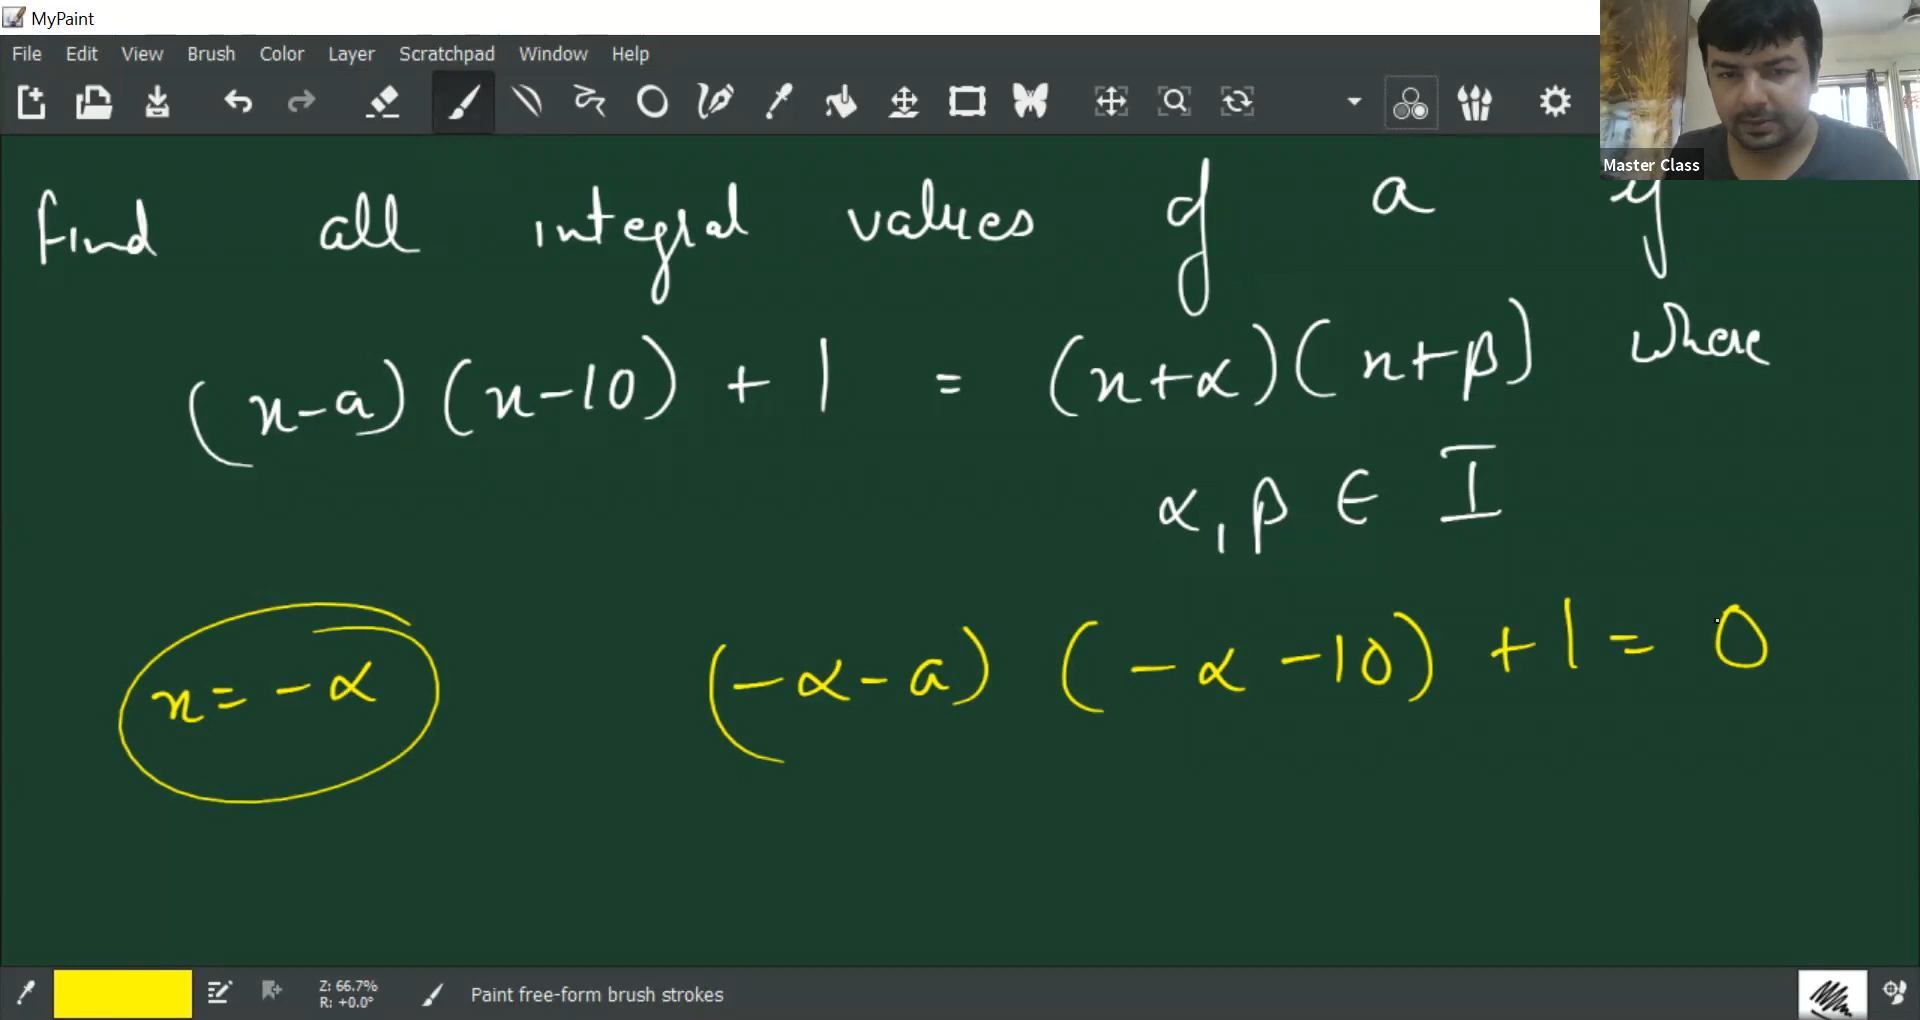 MyPaint
File Edit View Brush Color Layer Scratchpad Window Help
Master Class
find all integral values of a if
(x-a)(x-10) + 1 = (x+α)(x+β) where
α, β ∈ I
x = -α (-α-a) (-α-10) +1 = 0
Z: 66.7%
R: +0.0°
Paint free-form brush strokes